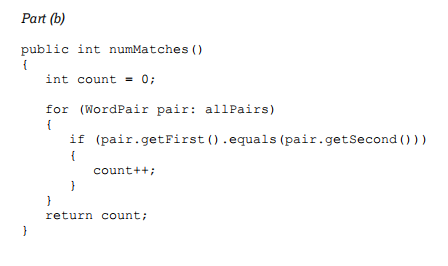 Part (b)
public int numMatches()
{
    int count = 0;
    for (WordPair pair: allPairs)
    {
        if (pair.getFirst().equals(pair.getSecond()))
        {
            count++;
        }
    }
    return count;
}